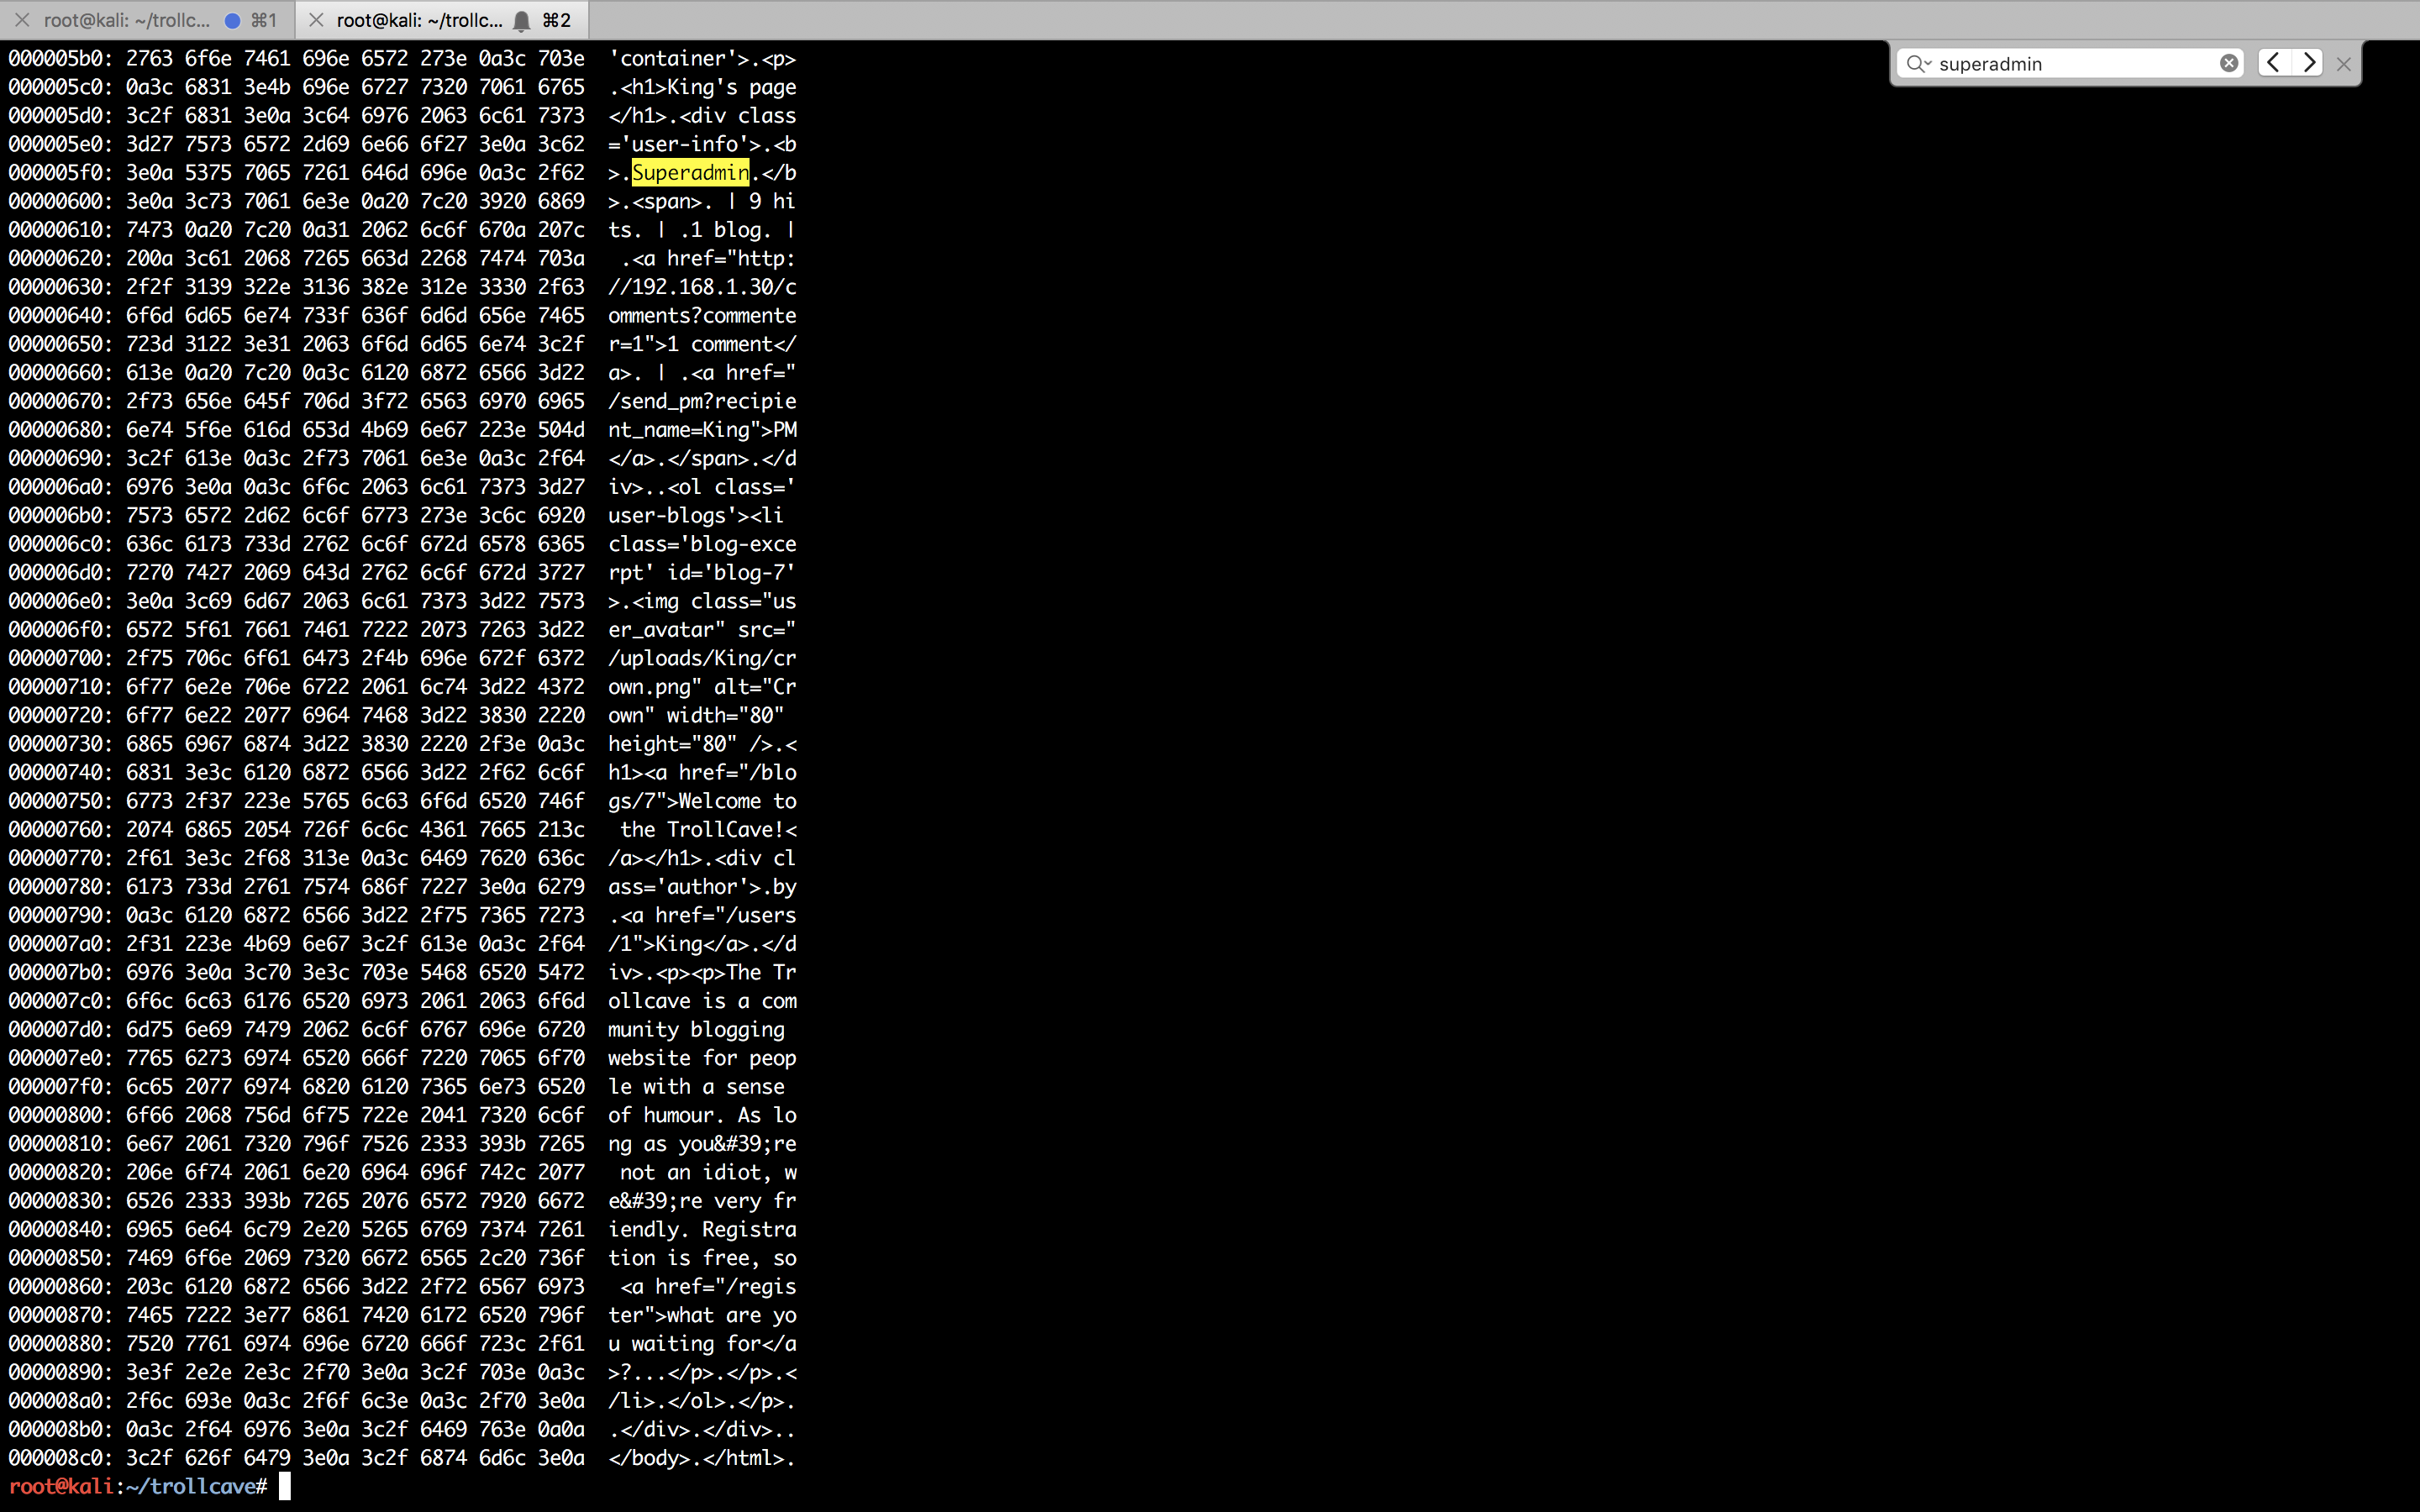 root@kali: ~/trollc... ⌘1
root@kali: ~/trollc... ⌘2
superadmin
000005b0: 2763 6f6e 7461 696e 6572 273e 0a3c 703e 'container'>.<p>
000005c0: 0a3c 6831 3e4b 696e 6727 7320 7061 6765 .<h1>King's page
000005d0: 3c2f 6831 3e0a 3c64 6976 2063 6c61 7373 </h1>.<div class
000005e0: 3d27 7573 6572 2d69 6e66 6f27 3e0a 3c62 ='user-info'>.<b
000005f0: 3e0a 5375 7065 7261 646d 696e 0a3c 2f62 >.Superadmin.</b
00000600: 3e0a 3c73 7061 6e3e 0a20 7c20 3920 6869 >.<span>. | 9 hi
00000610: 7473 0a20 7c20 0a31 2062 6c6f 670a 207c ts. | .1 blog. |
00000620: 200a 3c61 2068 7265 663d 2268 7474 703a  .<a href="http:
00000630: 2f2f 3139 322e 3136 382e 312e 3330 2f63 //192.168.1.30/c
00000640: 6f6d 6d65 6e74 733f 636f 6d6d 656e 7465 omments?commente
00000650: 723d 3122 3e31 2063 6f6d 6d65 6e74 3c2f r=1">1 comment</
00000660: 613e 0a20 7c20 0a3c 6120 6872 6566 3d22 a>. | .<a href="
00000670: 2f73 656e 645f 706d 3f72 6563 6970 6965 /send_pm?recipie
00000680: 6e74 5f6e 616d 653d 4b69 6e67 223e 504d nt_name=King">PM
00000690: 3c2f 613e 0a3c 2f73 7061 6e3e 0a3c 2f64 </a>.</span>.</d
000006a0: 6976 3e0a 0a3c 6f6c 2063 6c61 7373 3d27 iv>..<ol class='
000006b0: 7573 6572 2d62 6c6f 6773 273e 3c6c 6920 user-blogs'><li
000006c0: 636c 6173 733d 2762 6c6f 672d 6578 6365 class='blog-exce
000006d0: 7270 7427 2069 643d 2762 6c6f 672d 3727 rpt' id='blog-7'
000006e0: 3e0a 3c69 6d67 2063 6c61 7373 3d22 7573 >.<img class="us
000006f0: 6572 5f61 7661 7461 7222 2073 7263 3d22 er_avatar" src="
00000700: 2f75 706c 6f61 6473 2f4b 696e 672f 6372 /uploads/King/cr
00000710: 6f77 6e2e 706e 6722 2061 6c74 3d22 4372 own.png" alt="Cr
00000720: 6f77 6e22 2077 6964 7468 3d22 3830 2220 own" width="80"
00000730: 6865 6967 6874 3d22 3830 2220 2f3e 0a3c height="80" />.<
00000740: 6831 3e3c 6120 6872 6566 3d22 2f62 6c6f h1><a href="/blo
00000750: 6773 2f37 223e 5765 6c63 6f6d 6520 746f gs/7">Welcome to
00000760: 2074 6865 2054 726f 6c6c 4361 7665 213c  the TrollCave!<
00000770: 2f61 3e3c 2f68 313e 0a3c 6469 7620 636c /a></h1>.<div cl
00000780: 6173 733d 2761 7574 686f 7227 3e0a 6279 ass='author'>.by
00000790: 0a3c 6120 6872 6566 3d22 2f75 7365 7273 .<a href="/users
000007a0: 2f31 223e 4b69 6e67 3c2f 613e 0a3c 2f64 /1">King</a>.</d
000007b0: 6976 3e0a 3c70 3e3c 703e 5468 6520 5472 iv>.<p><p>The Tr
000007c0: 6f6c 6c63 6176 6520 6973 2061 2063 6f6d ollcave is a com
000007d0: 6d75 6e69 7479 2062 6c6f 6767 696e 6720 munity blogging
000007e0: 7765 6273 6974 6520 666f 7220 7065 6f70 website for peop
000007f0: 6c65 2077 6974 6820 6120 7365 6e73 6520 le with a sense
00000800: 6f66 2068 756d 6f75 722e 2041 7320 6c6f of humour. As lo
00000810: 6e67 2061 7320 796f 7526 2333 393b 7265 ng as you&#39;re
00000820: 206e 6f74 2061 6e20 6964 696f 742c 2077  not an idiot, w
00000830: 6526 2333 393b 7265 2076 6572 7920 6672 e&#39;re very fr
00000840: 6965 6e64 6c79 2e20 5265 6769 7374 7261 iendly. Registra
00000850: 7469 6f6e 2069 7320 6672 6565 2c20 736f tion is free, so
00000860: 203c 6120 6872 6566 3d22 2f72 6567 6973  <a href="/regis
00000870: 7465 7222 3e77 6861 7420 6172 6520 796f ter">what are yo
00000880: 7520 7761 6974 696e 6720 666f 723c 2f61 u waiting for</a
00000890: 3e3f 2e2e 2e3c 2f70 3e0a 3c2f 703e 0a3c >?...</p>.</p>.<
000008a0: 2f6c 693e 0a3c 2f6f 6c3e 0a3c 2f70 3e0a /li>.</ol>.</p>.
000008b0: 0a3c 2f64 6976 3e0a 3c2f 6469 763e 0a0a .</div>.</div>..
000008c0: 3c2f 626f 6479 3e0a 3c2f 6874 6d6c 3e0a </body>.</html>.
root@kali:~/trollcave#